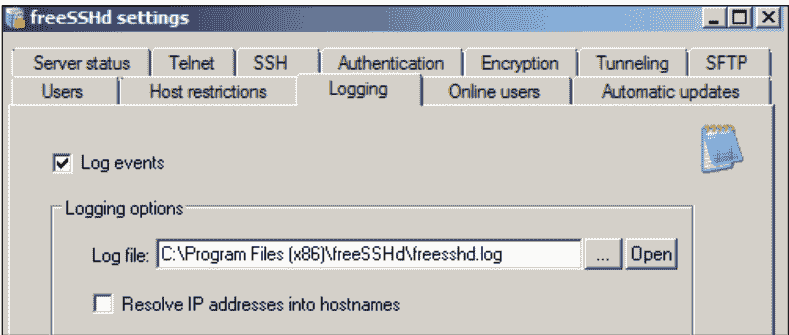 freeSSHd settings
Server status Telnet SSH Authentication Encryption Tunneling SFTP
Users Host restrictions Logging Online users Automatic updates
Log events
Logging options
Log file: C:\Program Files (x86)\freeSSHd\freesshd.log ... Open
Resolve IP addresses into hostnames